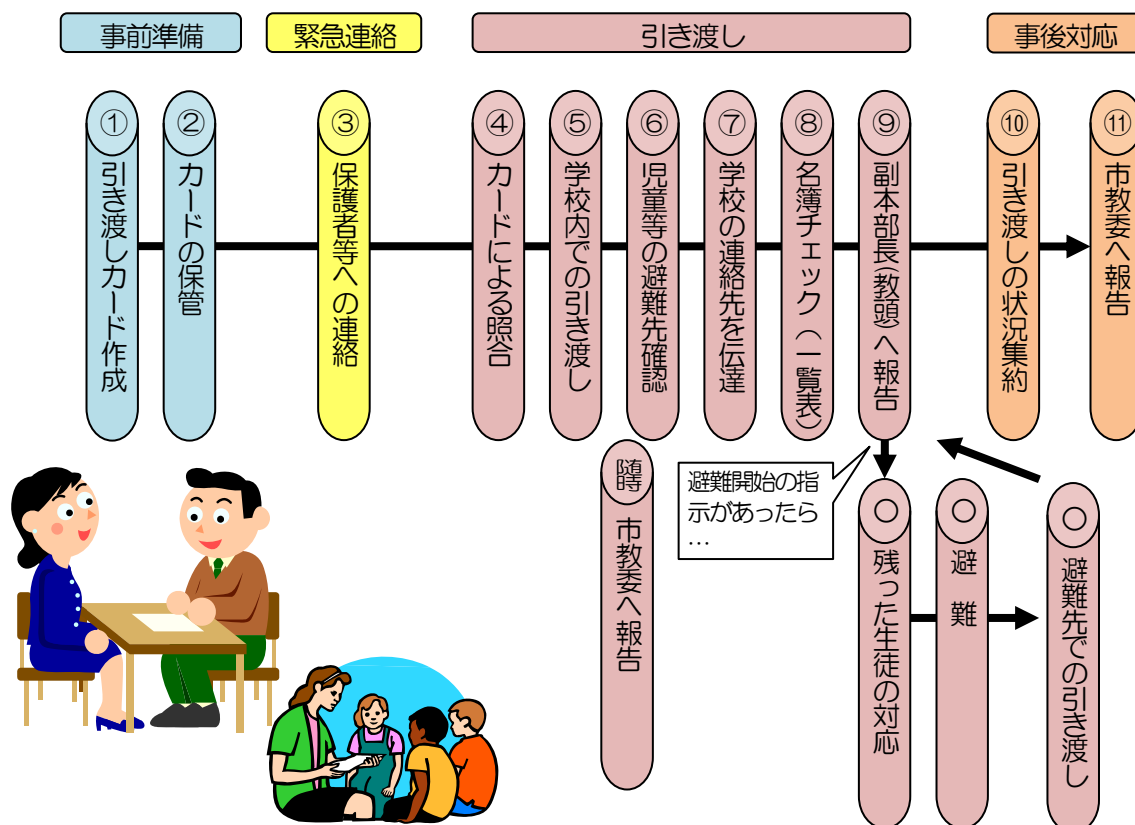 事前準備
緊急連絡
引き渡し
事後対応
① 引き渡しカード作成
② カードの保管
③ 保護者等への連絡
④ カードによる照合
⑤ 学校内での引き渡し
⑥ 児童等の避難先確認
⑦ 学校の連絡先を伝達
⑧ 名簿チェック（一覧表）
⑨ 副本部長（教頭）へ報告
⑩ 引き渡しの状況集約
⑪ 市教委へ報告
随時 市教委へ報告
避難開始の指
示があったら
…
〇 残った生徒の対応
〇 避難
〇 避難先での引き渡し